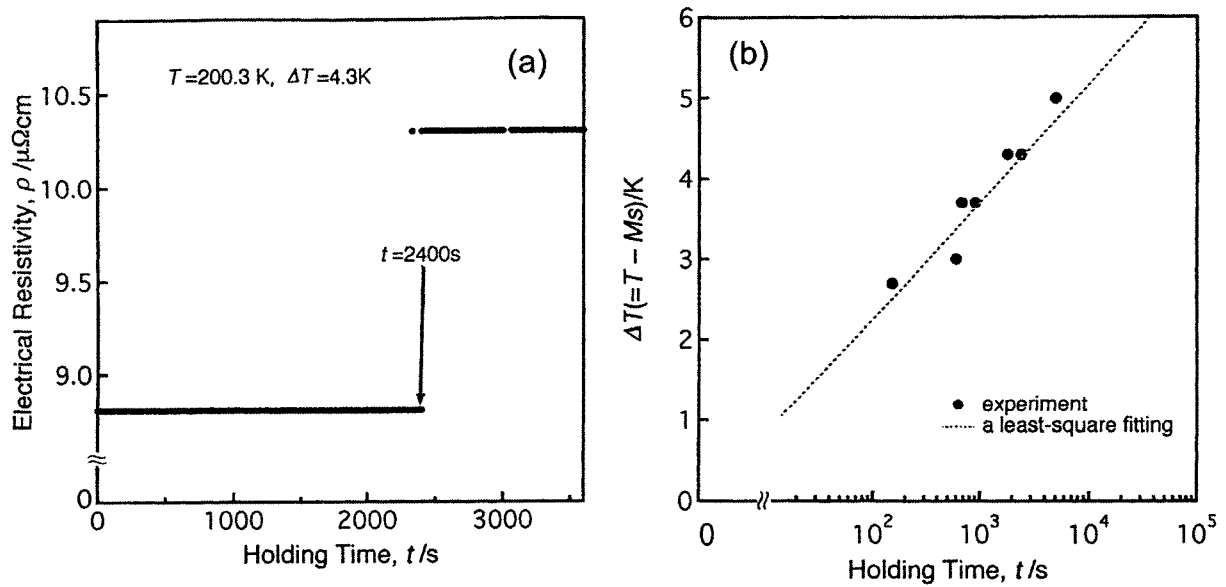 (a)
T=200.3 K, ΔT=4.3K
10.5
10.0
9.5
9.0
0
t=2400s
Electrical Resistivity, ρ /μΩcm
0 1000 2000 3000
Holding Time, t /s
(b)
6
5
4
3
2
1
0
ΔT(=T − Ms)/K
experiment
a least-square fitting
0 10² 10³ 10⁴ 10⁵
Holding Time, t /s